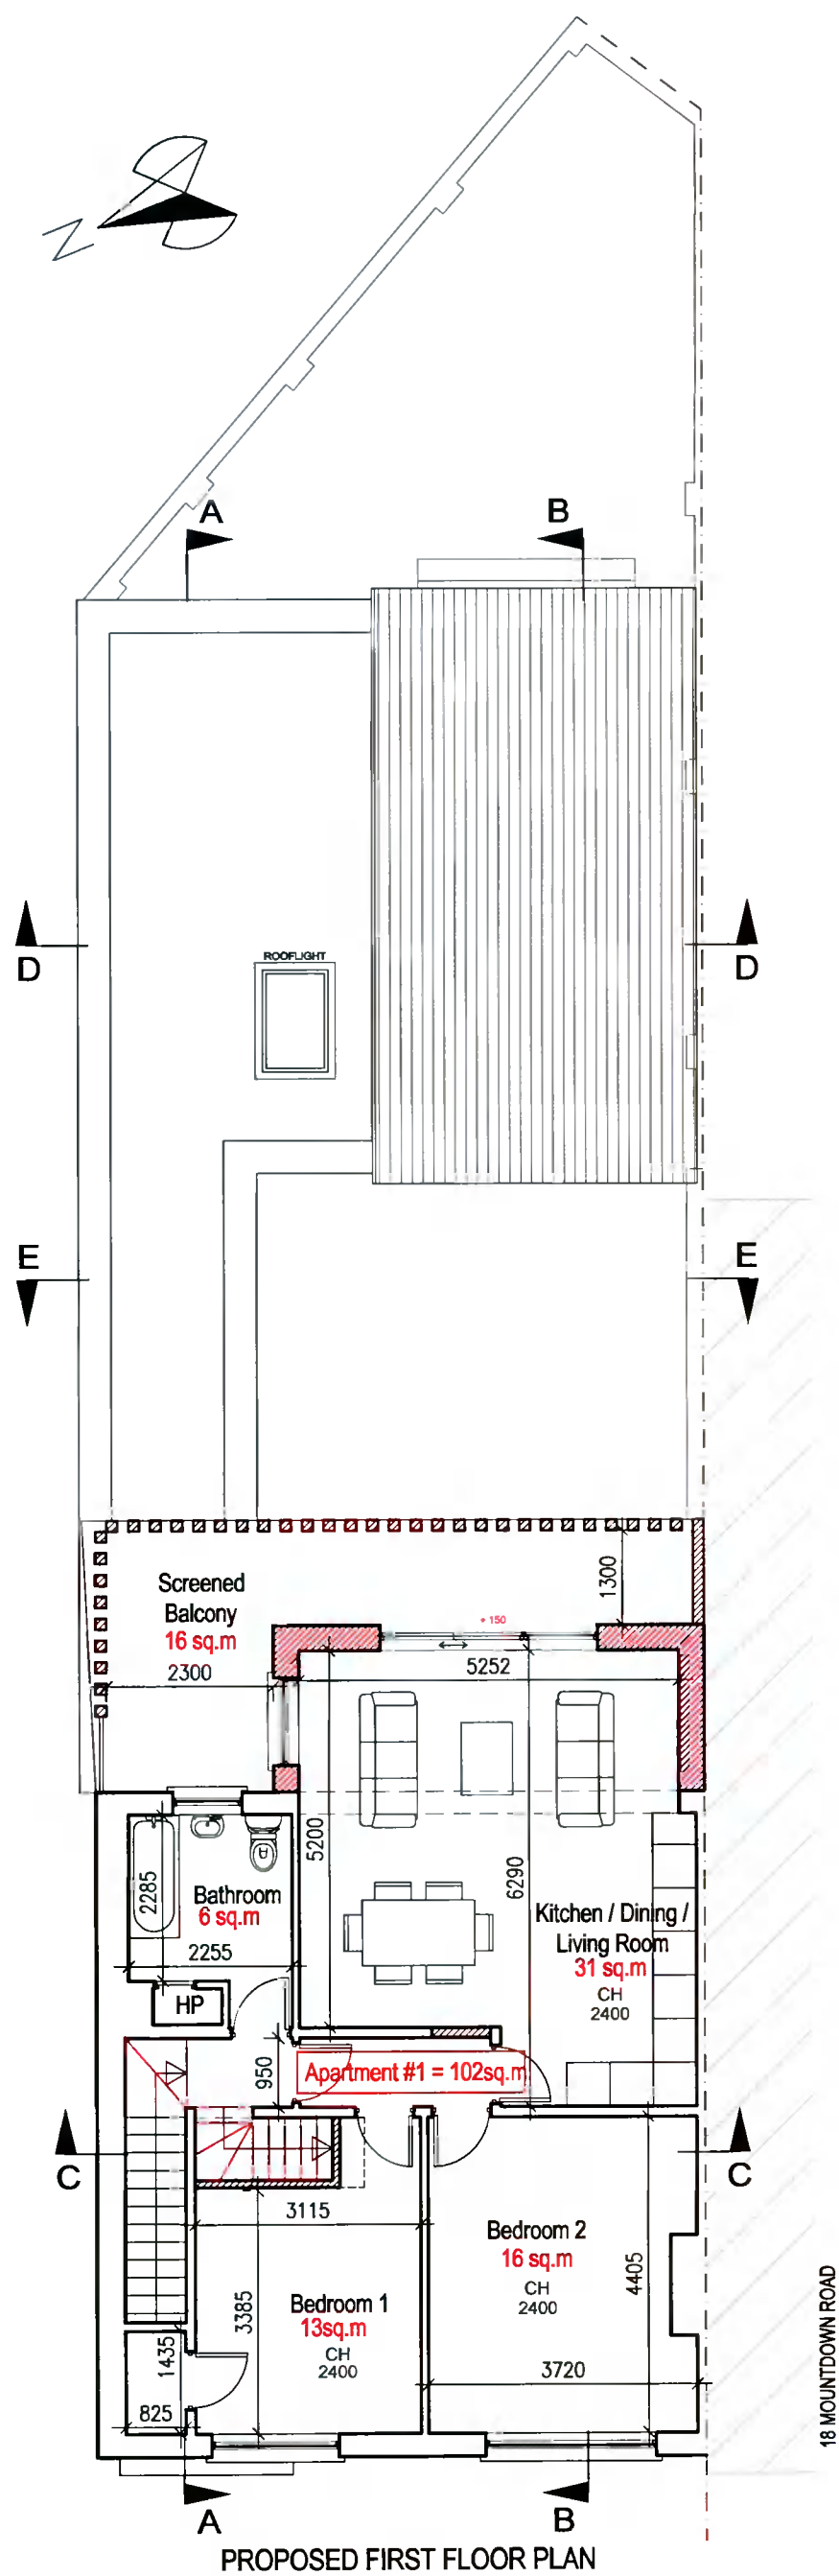 N
A
B
D
ROOFLIGHT
D
E
E
Screened
Balcony
16 sq.m
2300
1300
+ 150
5252
5200
6290
2285
Bathroom
6 sq.m
2255
HP
Kitchen / Dining /
Living Room
31 sq.m
CH
2400
950
Apartment #1 = 102sq.m
C
C
3115
3385
Bedroom 1
13sq.m
CH
2400
Bedroom 2
16 sq.m
CH
2400
4405
3720
1435
825
18 MOUNTDOWN ROAD
A
B
PROPOSED FIRST FLOOR PLAN